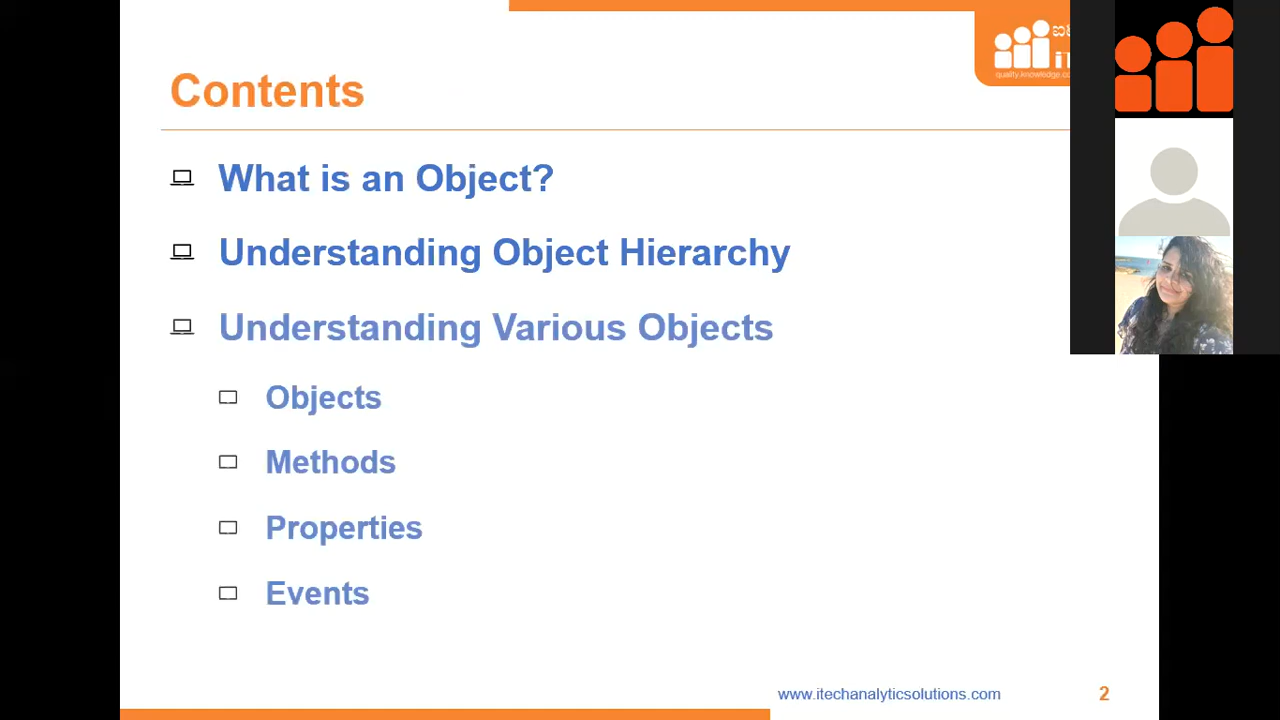 Contents
What is an Object?
Understanding Object Hierarchy
Understanding Various Objects
Objects
Methods
Properties
Events
www.itechanalyticsolutions.com
2